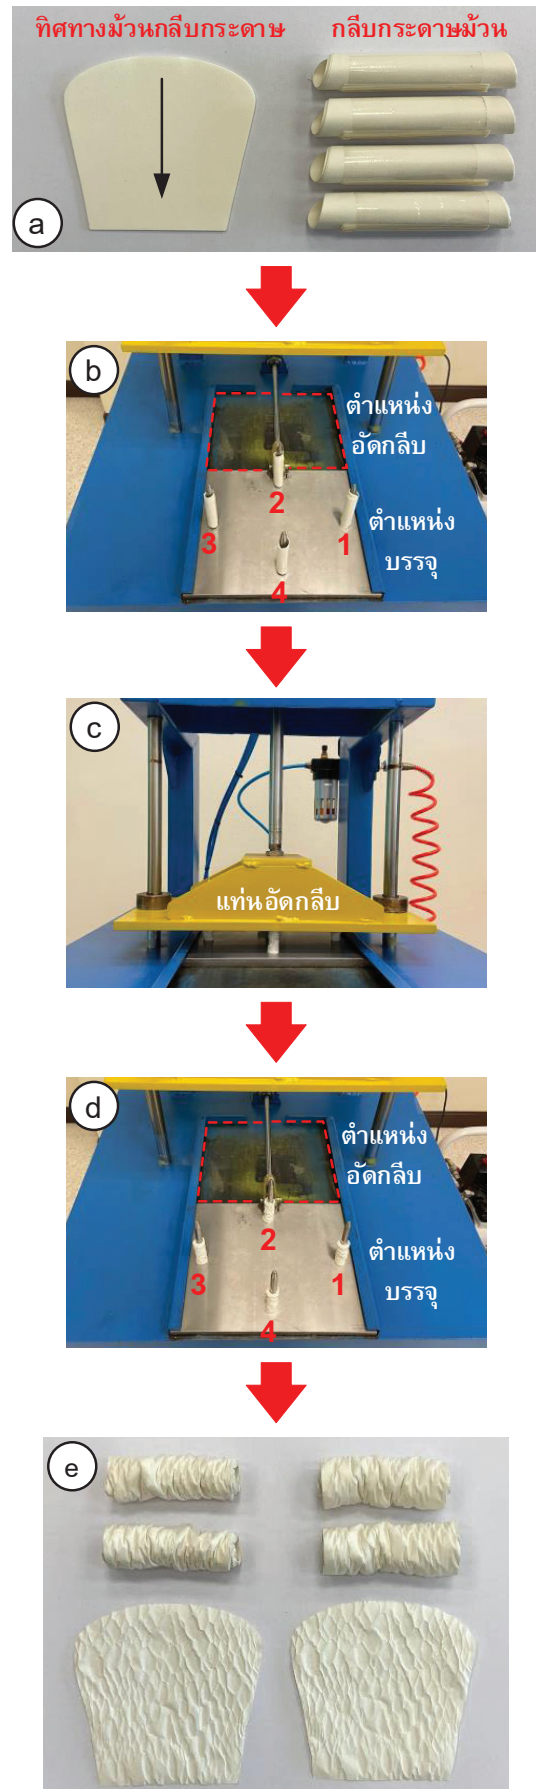 ทิศทางม้วนกลีบกระดาษ
กลีบกระดาษม้วน
a
b
ตำแหน่ง
อัดกลีบ
2
3
1
ตำแหน่ง
บรรจุ
4
c
แท่นอัดกลีบ
d
ตำแหน่ง
อัดกลีบ
2
3
1
ตำแหน่ง
บรรจุ
4
e